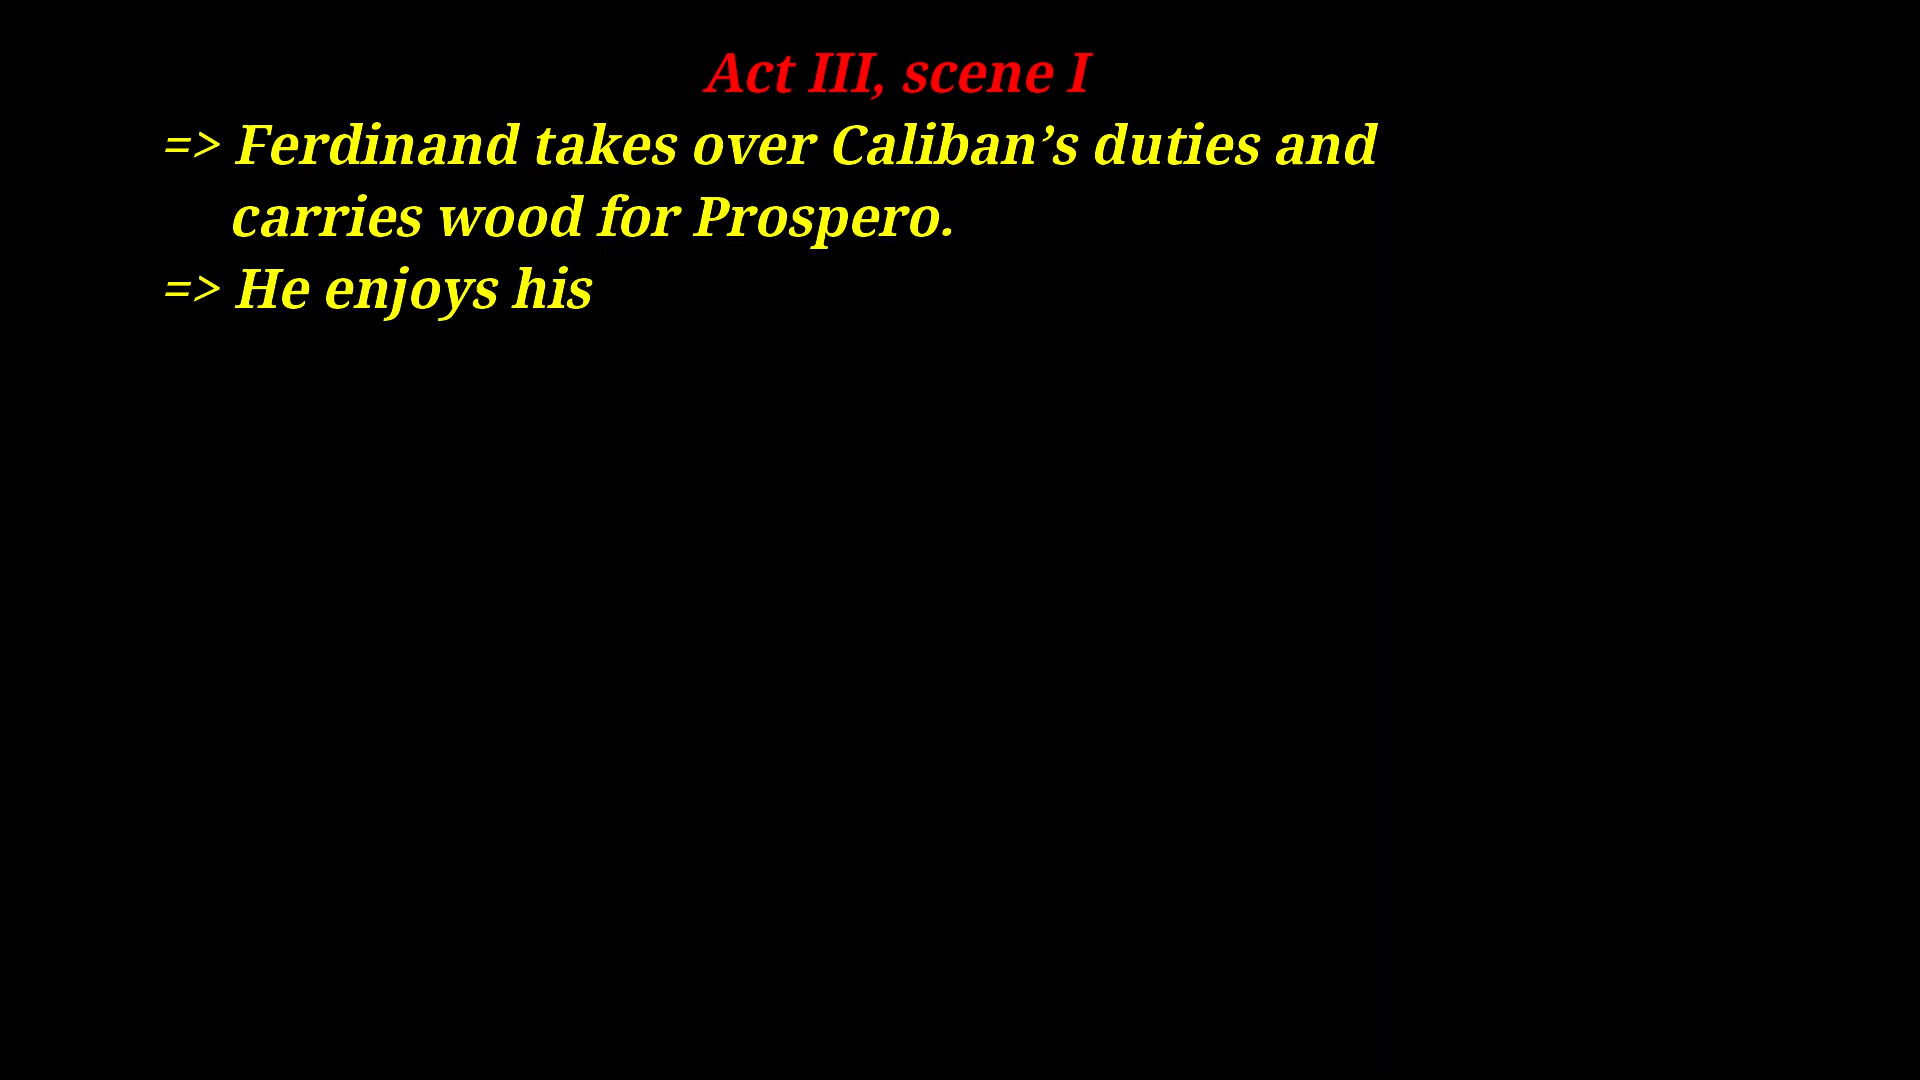 Act III, scene I
=> Ferdinand takes over Caliban’s duties and
carries wood for Prospero.
=> He enjoys his